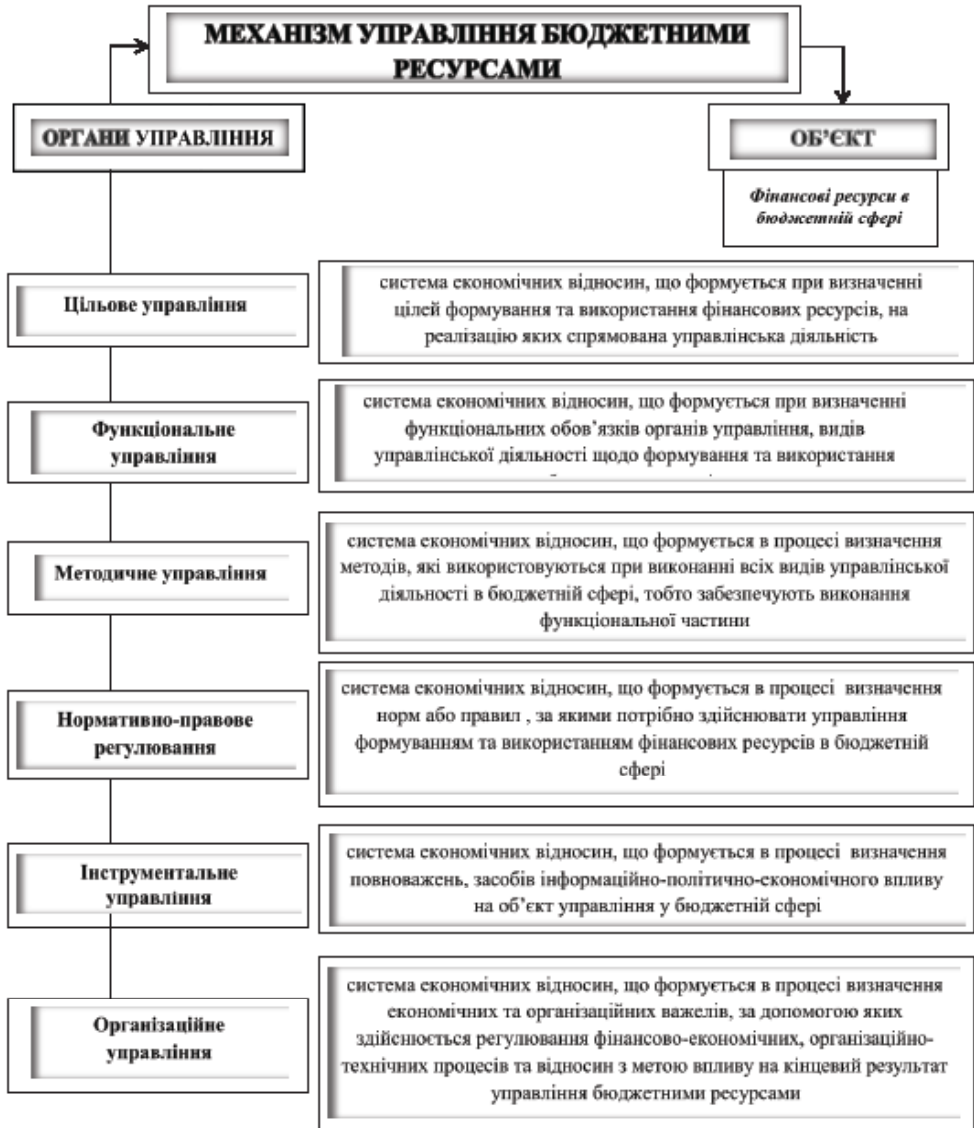 МЕХАНІЗМ УПРАВЛІННЯ БЮДЖЕТНИМИ
РЕСУРСАМИ
ОРГАНИ УПРАВЛІННЯ
ОБ’ЄКТ
Фінансові ресурси в
бюджетній сфері
Цільове управління
система економічних відносин, що формується при визначенні
цілей формування та використання фінансових ресурсів, на
реалізацію яких спрямована управлінська діяльність
Функціональне
управління
система економічних відносин, що формується при визначенні
функціональних обов’язків органів управління, видів
управлінської діяльності щодо формування та використання
Методичне управління
система економічних відносин, що формується в процесі визначення
методів, які використовуються при виконанні всіх видів управлінської
діяльності в бюджетній сфері, тобто забезпечують виконання
функціональної частини
Нормативно-правове
регулювання
система економічних відносин, що формується в процесі визначення
норм або правил , за якими потрібно здійснювати управління
формуванням та використанням фінансових ресурсів в бюджетній
сфері
Інструментальне
управління
система економічних відносин, що формується в процесі визначення
повноважень, засобів інформаційно-політично-економічного впливу
на об’єкт управління у бюджетній сфері
Організаційне
управління
система економічних відносин, що формується в процесі визначення
економічних та організаційних важелів, за допомогою яких
здійснюється регулювання фінансово-економічних, організаційно-
технічних процесів та відносин з метою впливу на кінцевий результат
управління бюджетними ресурсами